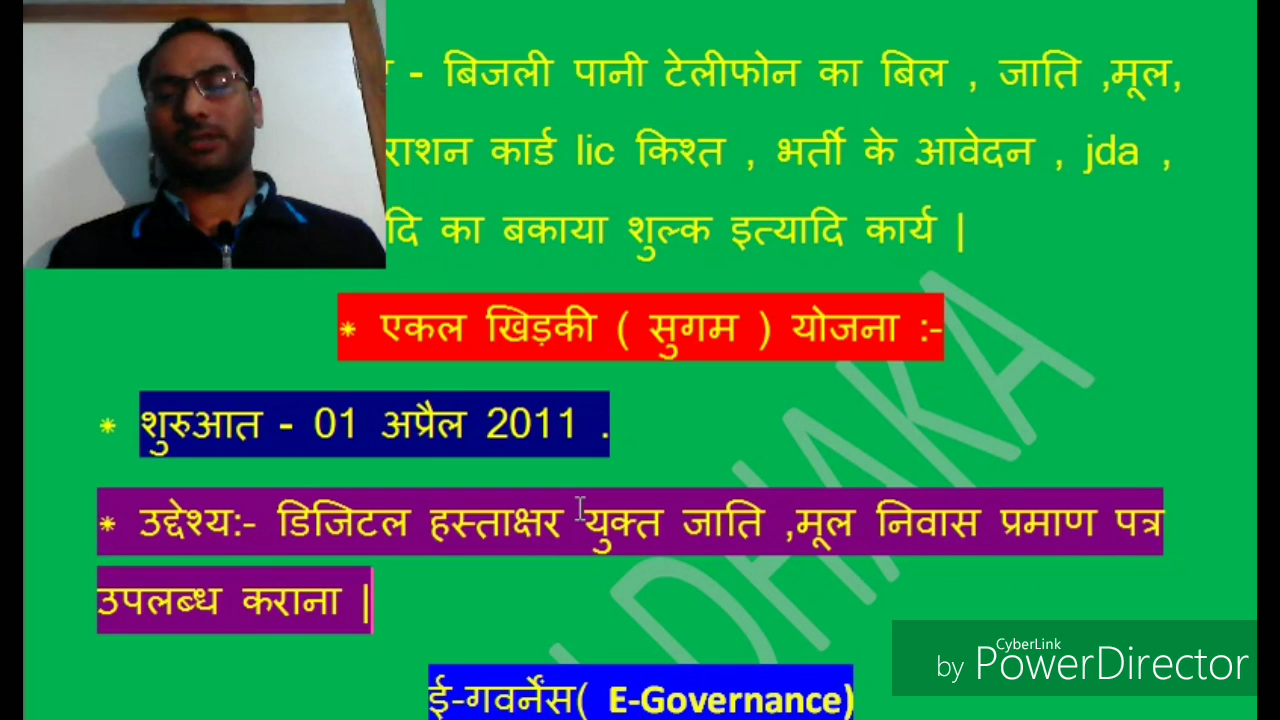 - बिजली पानी टेलीफोन का बिल , जाति ,मूल,
राशन कार्ड lic किश्त , भर्ती के आवेदन , jda ,
का बकाया शुल्क इत्यादि कार्य |
* एकल खिड़की ( सुगम ) योजना :-
* शुरुआत - 01 अप्रैल 2011 .
* उद्देश्य:- डिजिटल हस्ताक्षर युक्त जाति ,मूल निवास प्रमाण पत्र
उपलब्ध कराना |
DHAKA
ई-गवर्नेंस( E-Governance)
by CyberLink PowerDirector